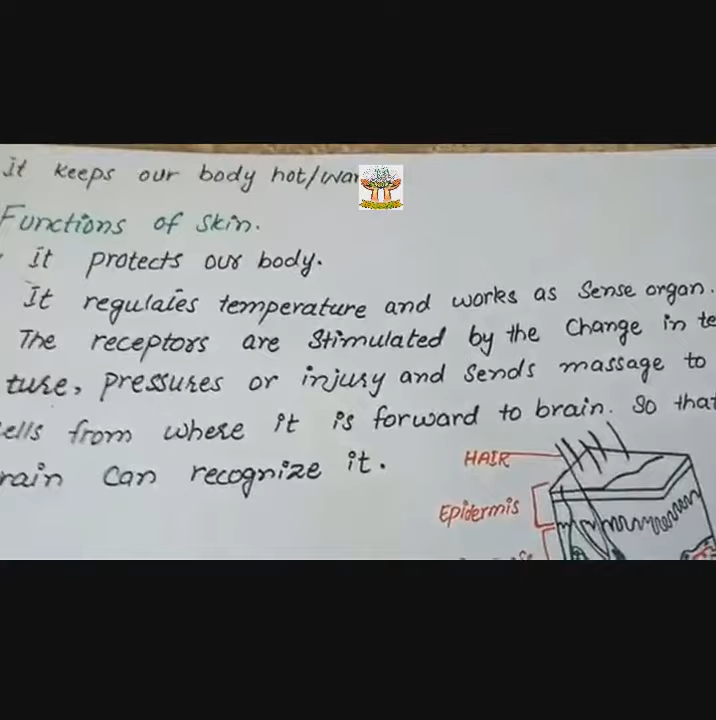 it keeps our body hot/war
Functions of skin.
it protects our body.
It regulates temperature and works as sense organ.
The receptors are stimulated by the change in te
ture, pressures or injury and sends massage to
ells from where it is forward to brain. So that
rain can recognize it.
HAIR
Epidermis